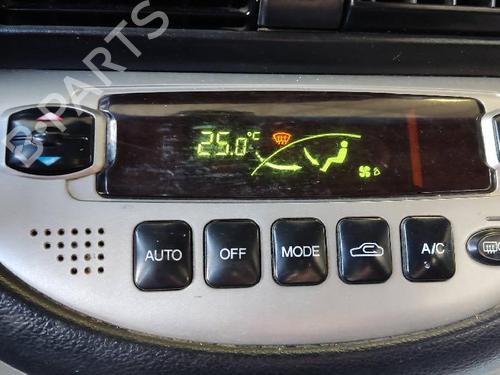 B-PARTS
25.0°C
AUTO
OFF
MODE
A/C